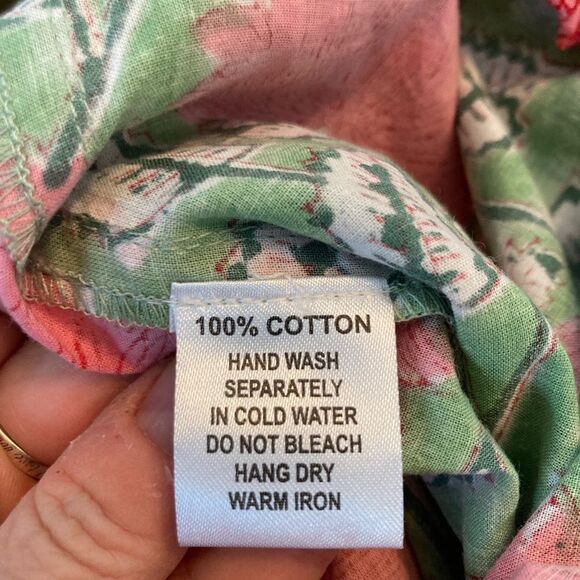 100% COTTON
HAND WASH
SEPARATELY
IN COLD WATER
DO NOT BLEACH
HANG DRY
WARM IRON